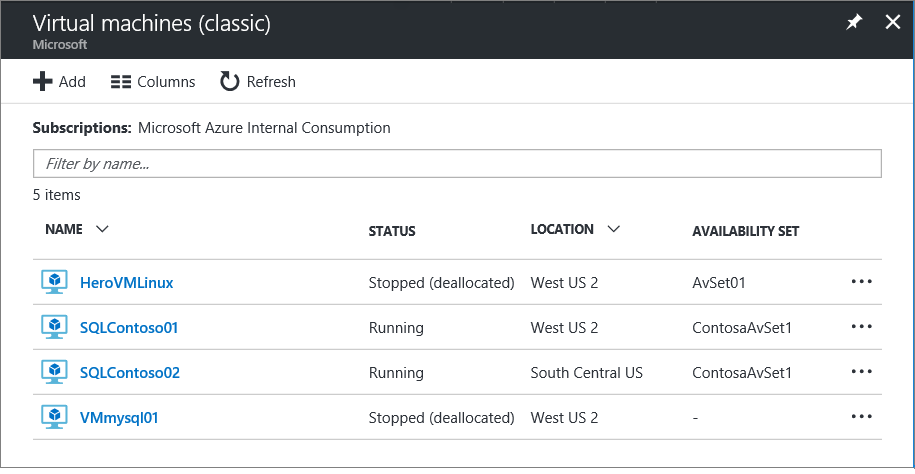 Virtual machines (classic)
Microsoft
Add Columns Refresh
Subscriptions: Microsoft Azure Internal Consumption
Filter by name...
5 items
NAME STATUS LOCATION AVAILABILITY SET
HeroVMLinux Stopped (deallocated) West US 2 AvSet01 ...
SQLContoso01 Running West US 2 ContosaAvSet1 ...
SQLContoso02 Running South Central US ContosaAvSet1 ...
VMmysql01 Stopped (deallocated) West US 2 - ...